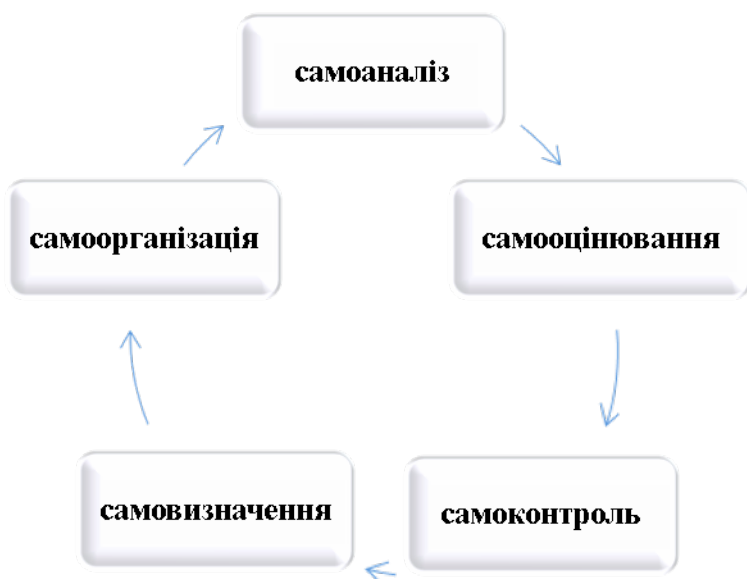 самоаналіз
самооцінювання
самоконтроль
самовизначення
самоорганізація